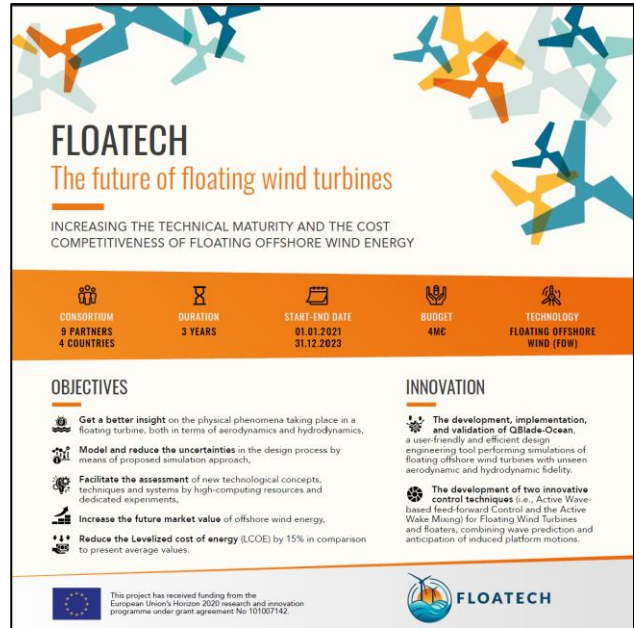 FLOATECH
The future of floating wind turbines
INCREASING THE TECHNICAL MATURITY AND THE COST
COMPETITIVENESS OF FLOATING OFFSHORE WIND ENERGY
CONSORTIUM
9 PARTNERS
4 COUNTRIES
DURATION
3 YEARS
START-END DATE
01.01.2021
31.12.2023
BUDGET
4M€
TECHNOLOGY
FLOATING OFFSHORE
WIND (FOW)
OBJECTIVES
Get a better insight on the physical phenomena taking place in a
floating turbine, both in terms of aerodynamics and hydrodynamics,
Model and reduce the uncertainties in the design process by
means of proposed simulation approach,
Facilitate the assessment of new technological concepts,
techniques and systems by high-computing resources and
dedicated experiments,
Increase the future market value of offshore wind energy,
Reduce the Levelized cost of energy (LCOE) by 15% in comparison
to present average values.
INNOVATION
The development, implementation,
and validation of QBlade-Ocean,
a user-friendly and efficient design
engineering tool performing simulations of
floating offshore wind turbines with unseen
aerodynamic and hydrodynamic fidelity.
The development of two innovative
control techniques (i.e., Active Wave-
based feed-forward Control and the Active
Wake Mixing) for Floating Wind Turbines
and floaters, combining wave prediction and
anticipation of induced platform motions.
This project has received funding from the
European Union's Horizon 2020 research and innovation
programme under grant agreement No 101007142.
FLOATECH